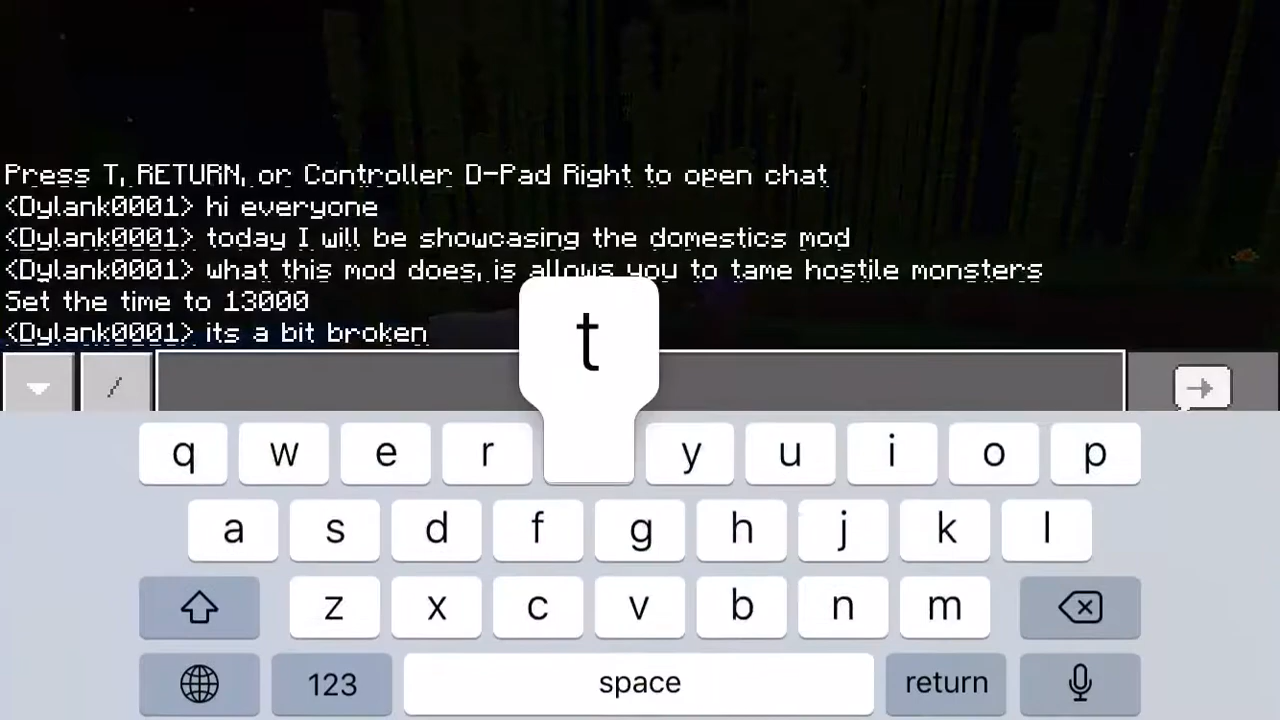 Press T, RETURN, or Controller D-Pad Right to open chat
<Dylank0001> hi everyone
<Dylank0001> today I will be showcasing the domestics mod
<Dylank0001> what this mod does, is allows you to tame hostile monsters
Set the time to 13000
<Dylank0001> its a bit broken
/
t
q w e r y u i o p
a s d f g h j k l
z x c v b n m
123 space return